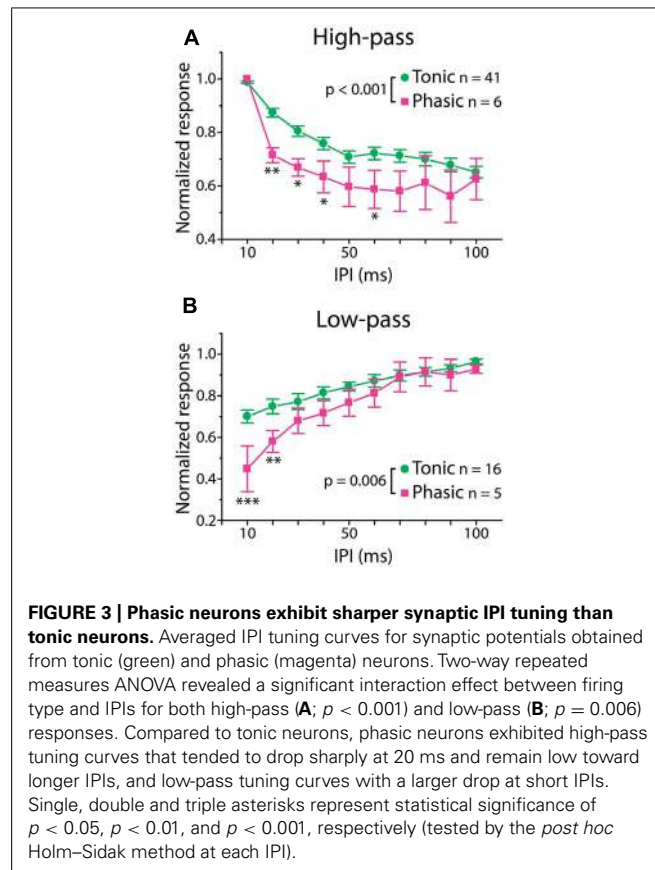 A
High-pass
Normalized response
1.0
0.8
0.6
0.4
p < 0.001
Tonic n = 41
Phasic n = 6
**
*
*
*
10
50
100
IPI (ms)
B
Low-pass
Normalized response
1.0
0.8
0.6
0.4
0.2
p = 0.006
Tonic n = 16
Phasic n = 5
**
***
10
50
100
IPI (ms)
FIGURE 3 | Phasic neurons exhibit sharper synaptic IPI tuning than
tonic neurons. Averaged IPI tuning curves for synaptic potentials obtained
from tonic (green) and phasic (magenta) neurons. Two-way repeated
measures ANOVA revealed a significant interaction effect between firing
type and IPIs for both high-pass (A; p < 0.001) and low-pass (B; p = 0.006)
responses. Compared to tonic neurons, phasic neurons exhibited high-pass
tuning curves that tended to drop sharply at 20 ms and remain low toward
longer IPIs, and low-pass tuning curves with a larger drop at short IPIs.
Single, double and triple asterisks represent statistical significance of
p < 0.05, p < 0.01, and p < 0.001, respectively (tested by the post hoc
Holm–Sidak method at each IPI).